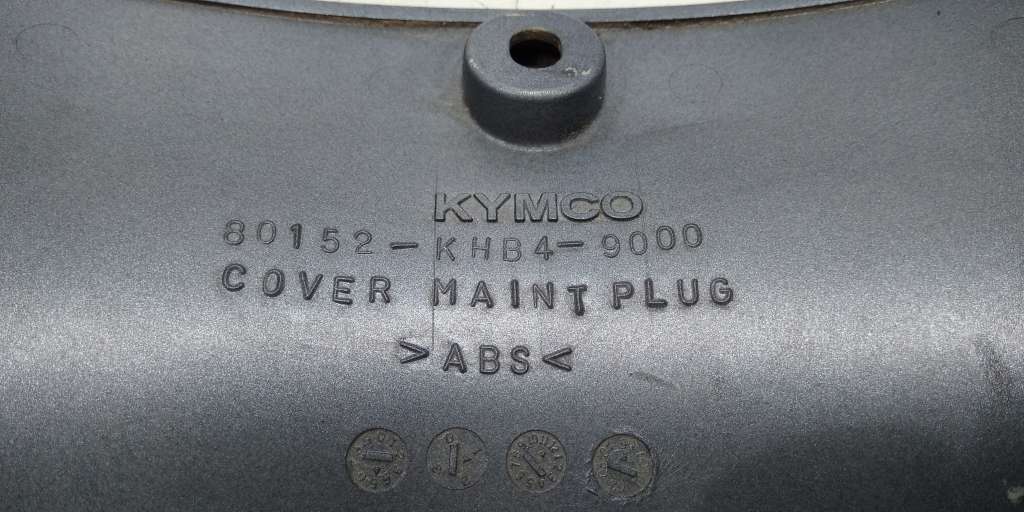 KYMCO
80152-KHB4-9000
COVER MAINT PLUG
>ABS<